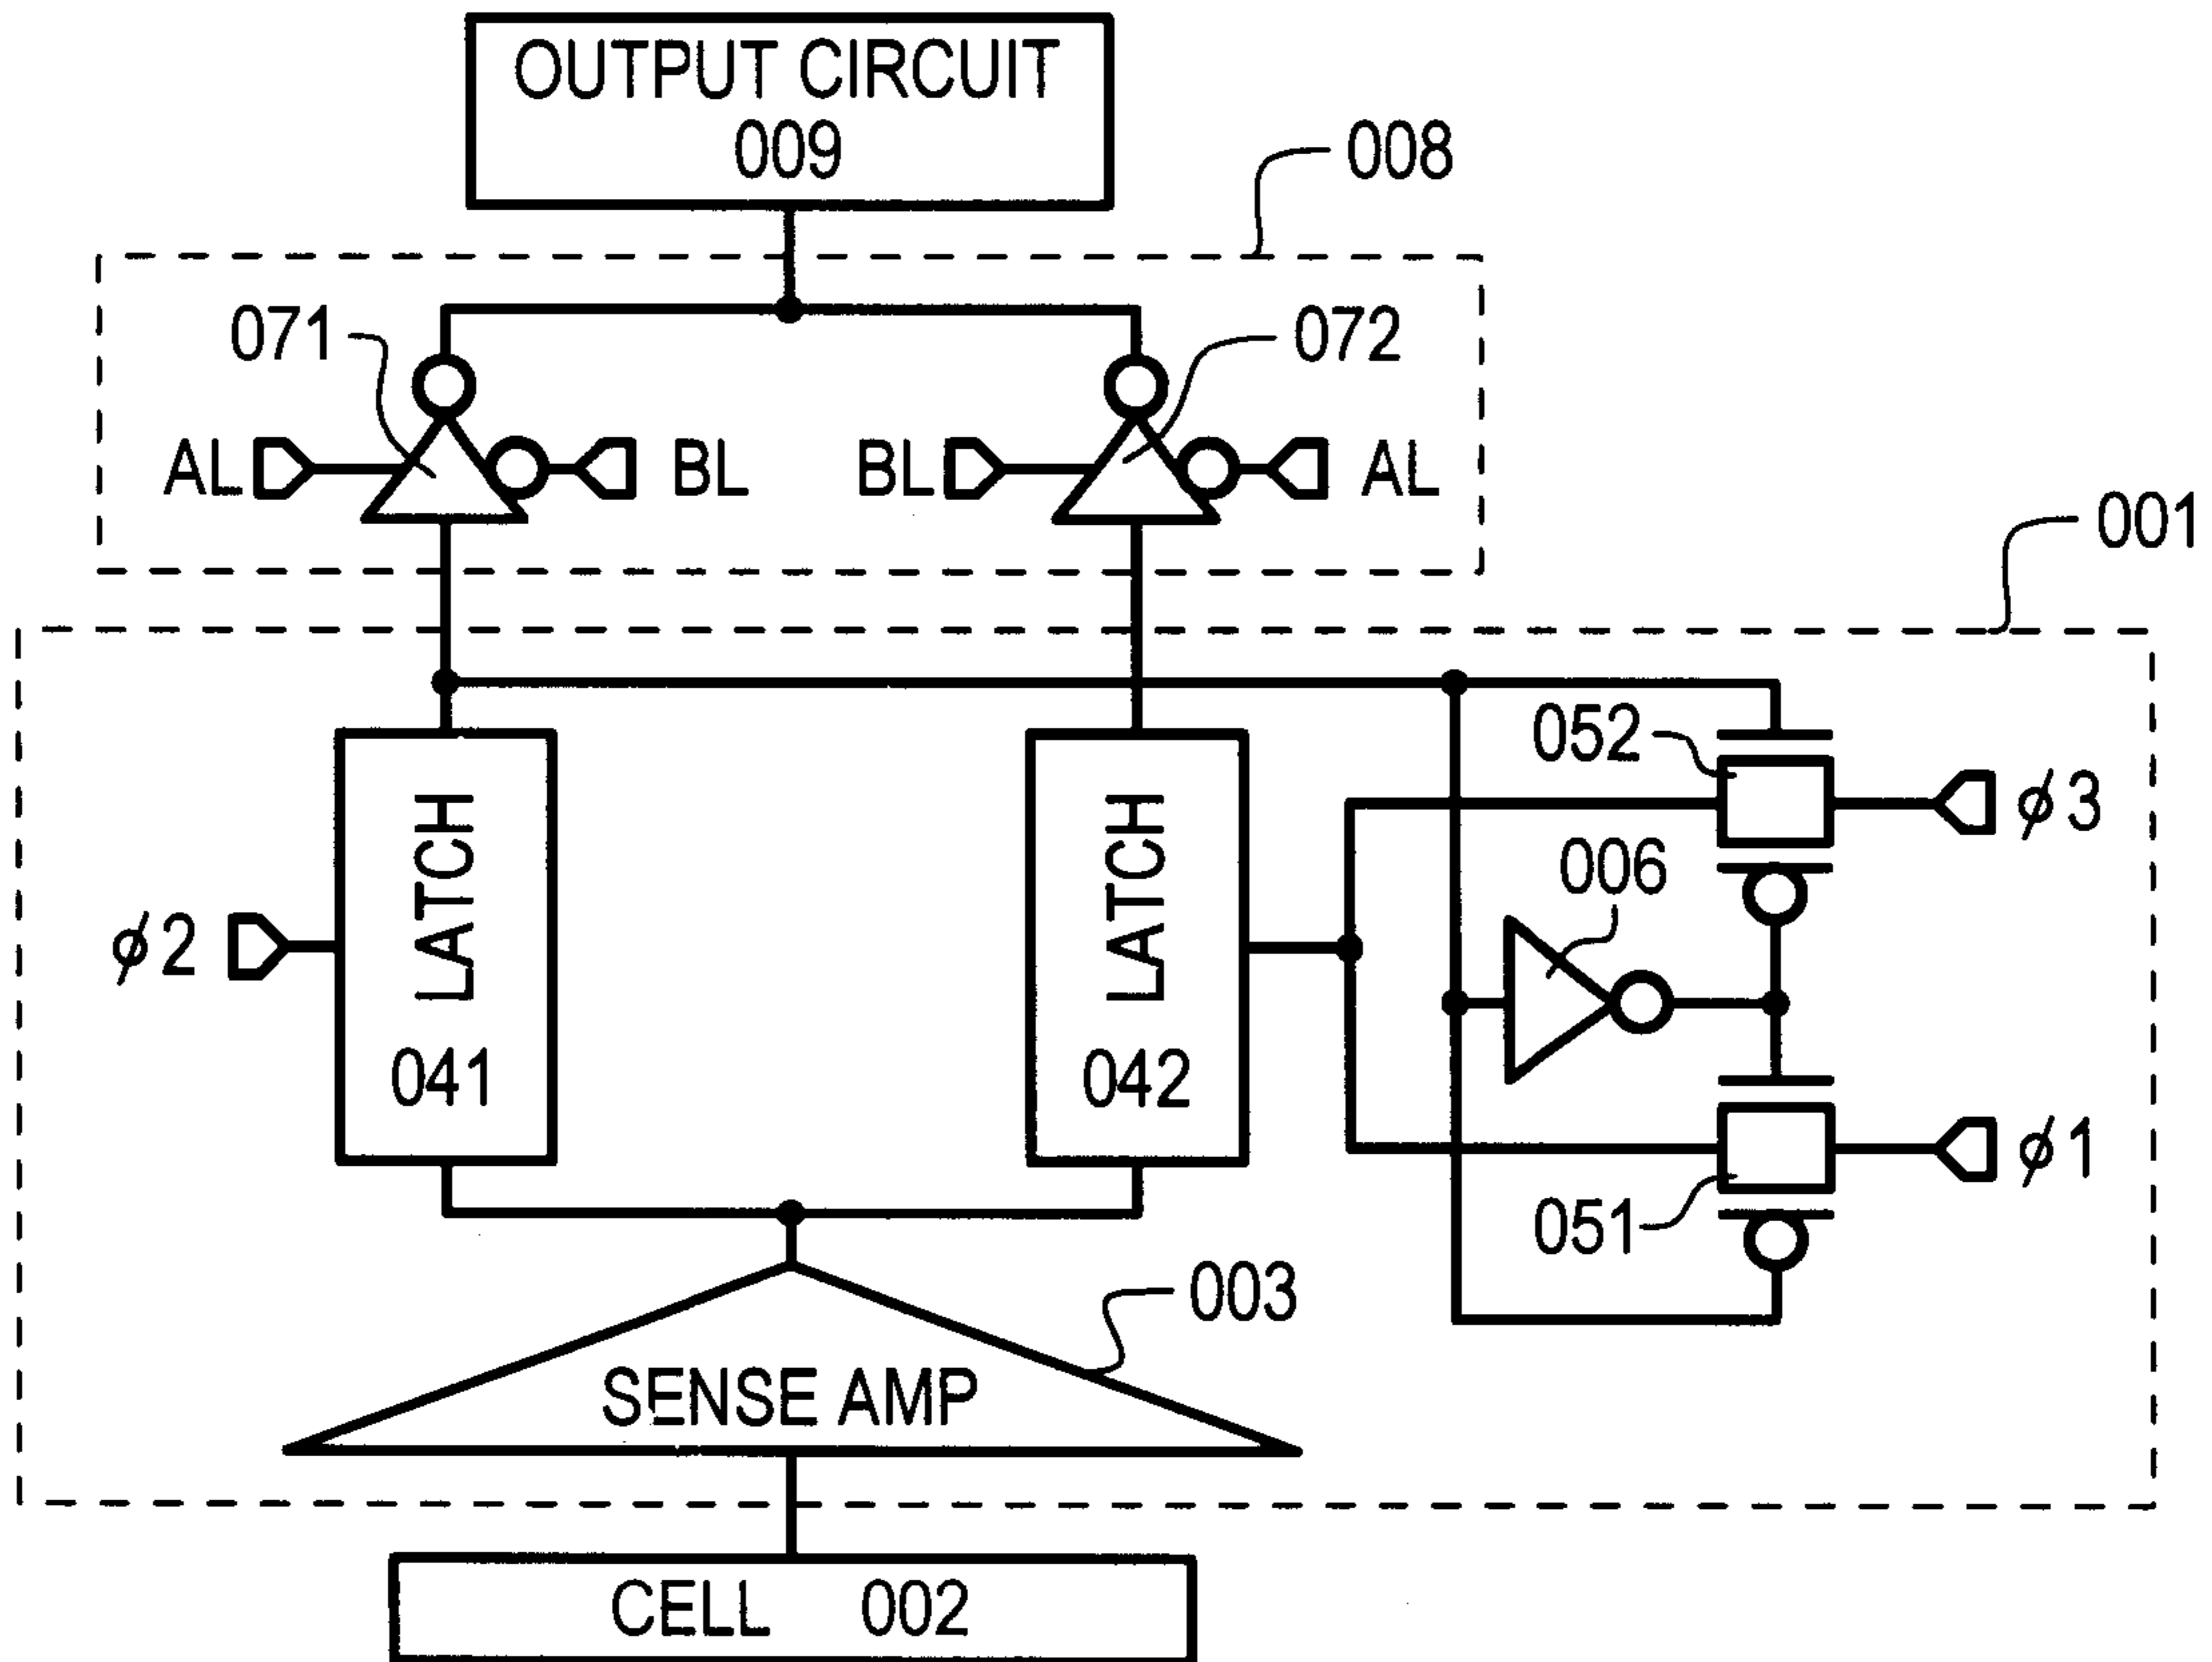 OUTPUT CIRCUIT
009
008
071
072
AL
BL
BL
AL
001
052
ϕ3
006
LATCH
041
LATCH
042
ϕ2
ϕ1
051
003
SENSE AMP
CELL 002